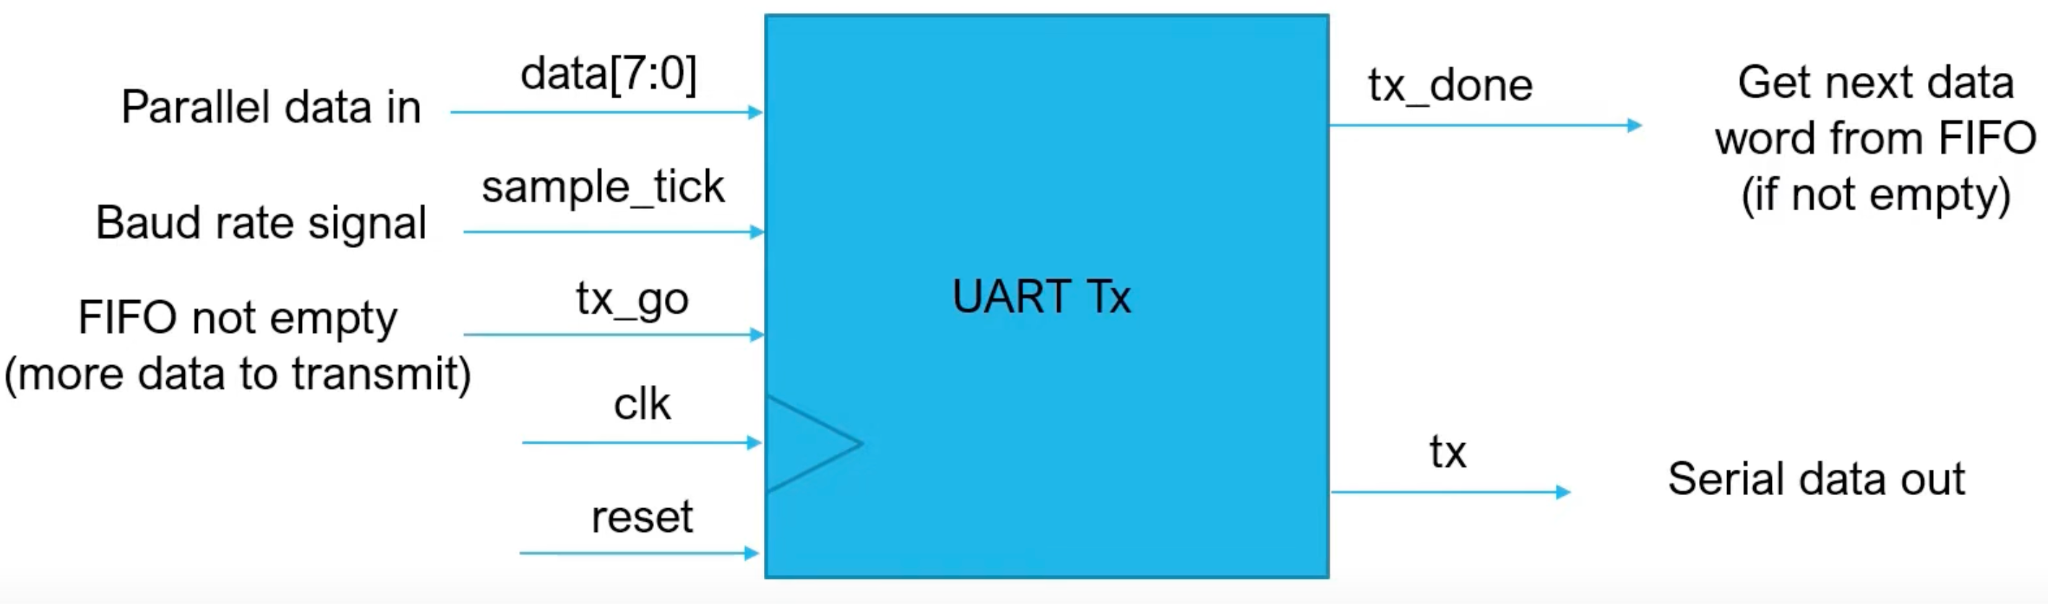 data[7:0]
Parallel data in
sample_tick
Baud rate signal
tx_go
FIFO not empty
(more data to transmit)
clk
reset
UART Tx
tx_done
Get next data
word from FIFO
(if not empty)
tx
Serial data out